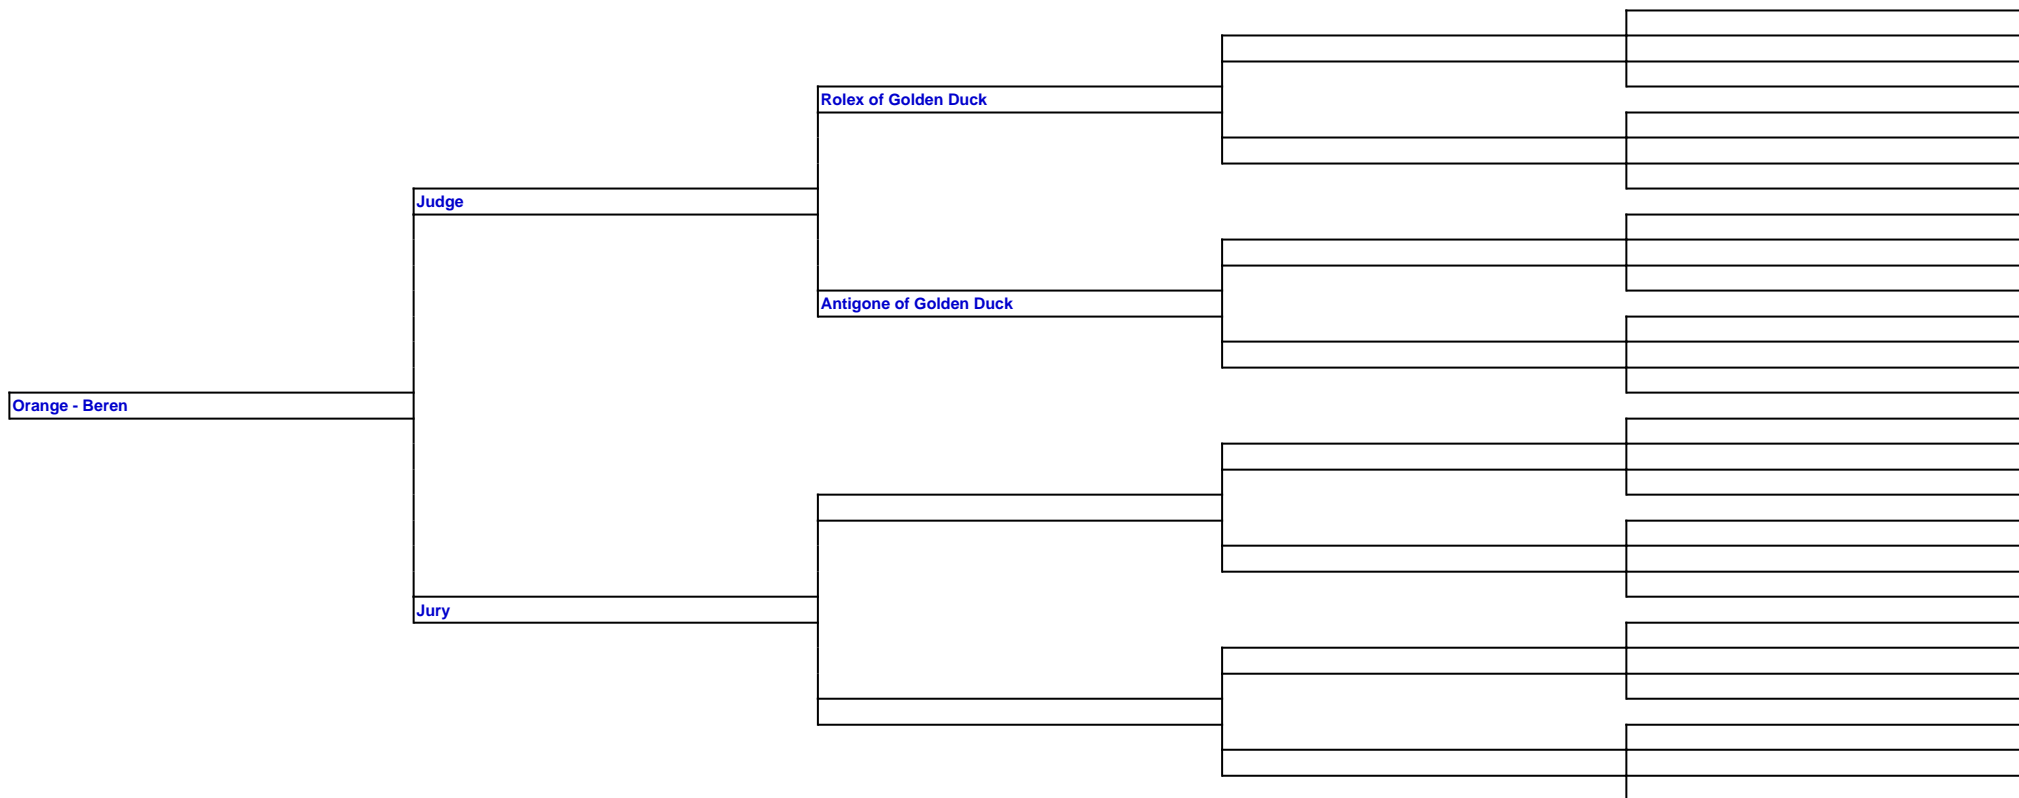 Rolex of Golden Duck
Judge
Antigone of Golden Duck
Orange - Beren
Jury